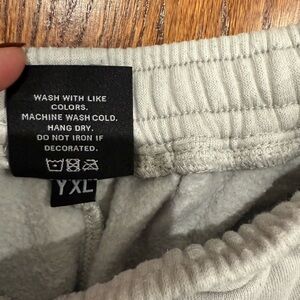 WASH WITH LIKE
COLORS.
MACHINE WASH COLD.
HANG DRY.
DO NOT IRON IF
DECORATED.
YXL